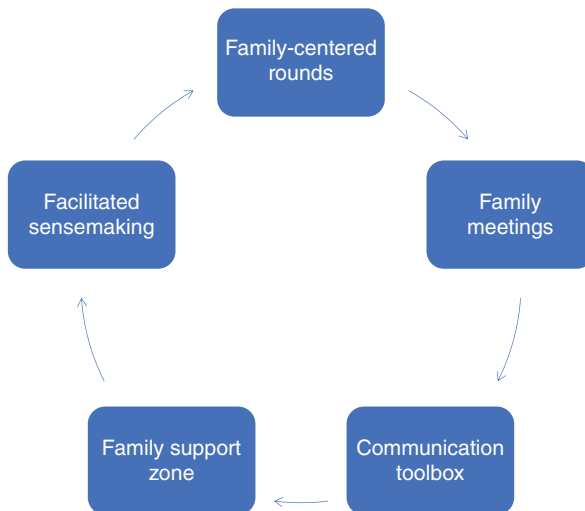 Family-centered
rounds
Family
meetings
Communication
toolbox
Family support
zone
Facilitated
sensemaking